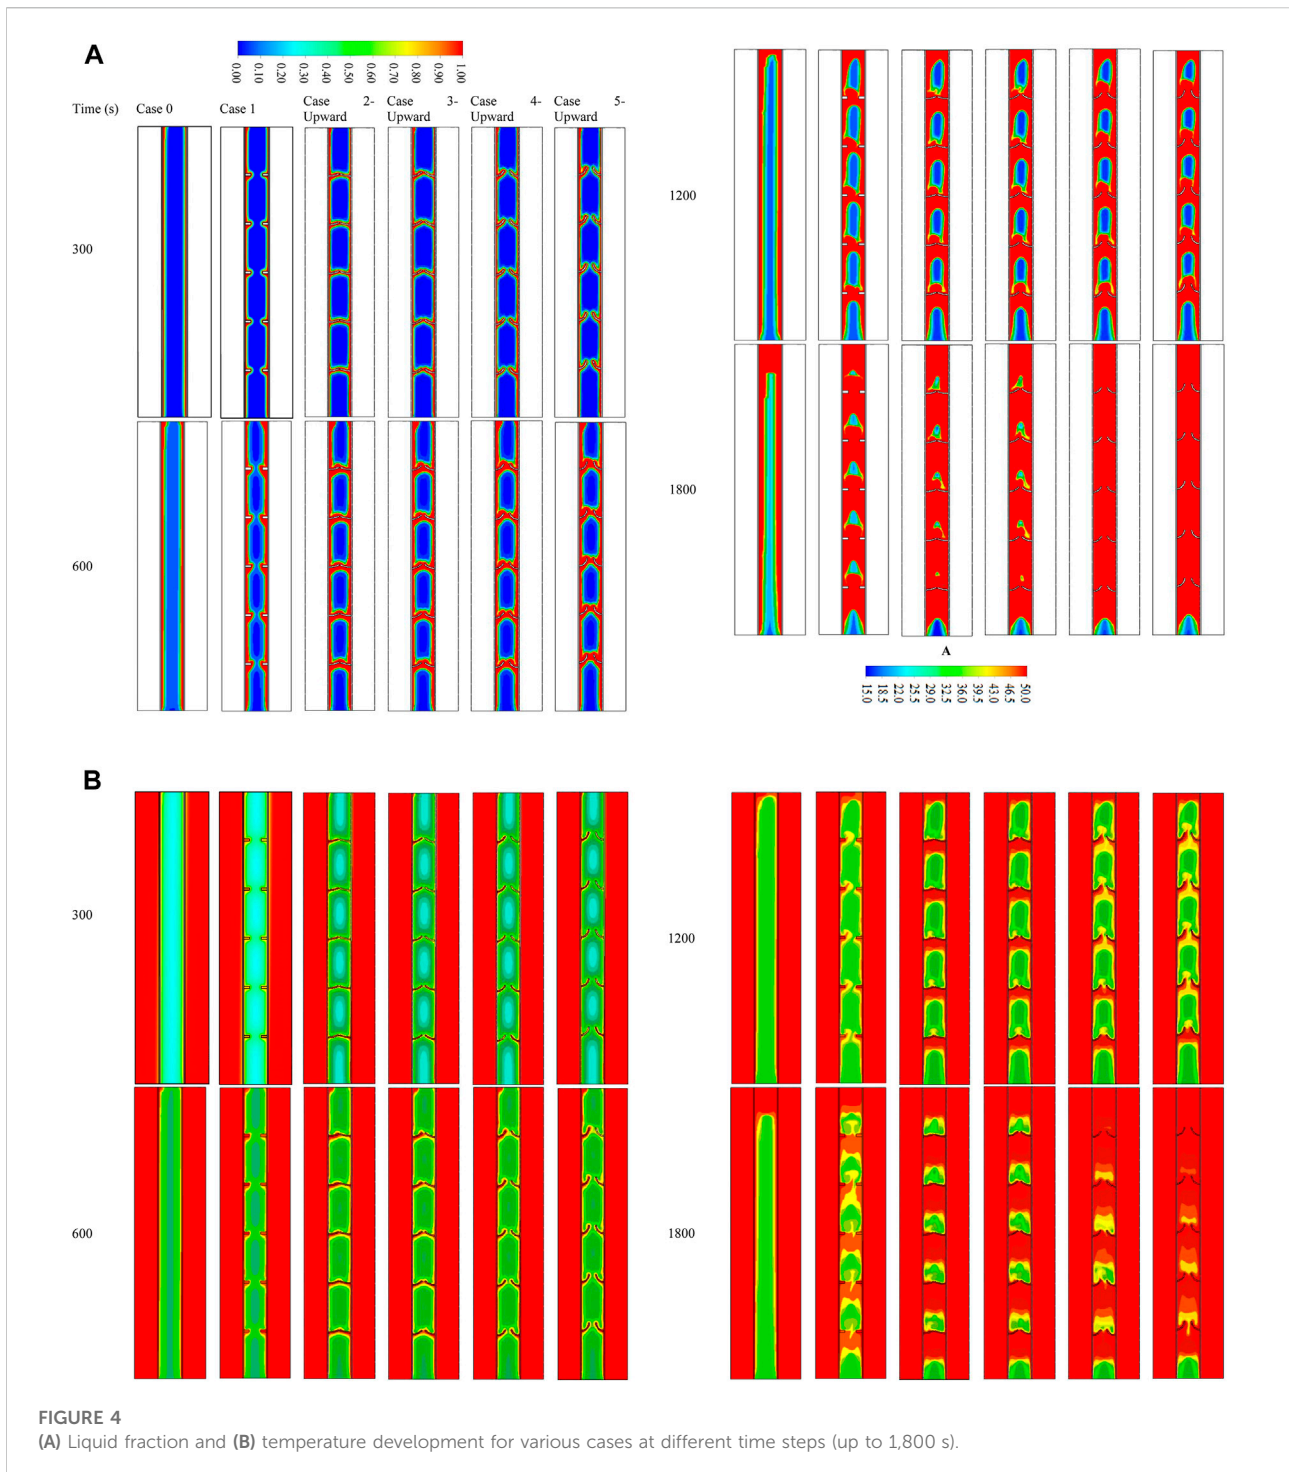 A
0.00 0.10 0.20 0.30 0.40 0.50 0.60 0.70 0.80 0.90 1.00
Time (s) Case 0 Case 1 Case 2- Case 3- Case 4- Case 5-
Upward Upward Upward Upward
300
600
1200
1800
A
15.0 18.5 22.0 25.5 29.0 32.5 36.0 39.5 43.0 46.5 50.0
B
300
600
1200
1800
FIGURE 4
(A) Liquid fraction and (B) temperature development for various cases at different time steps (up to 1,800 s).